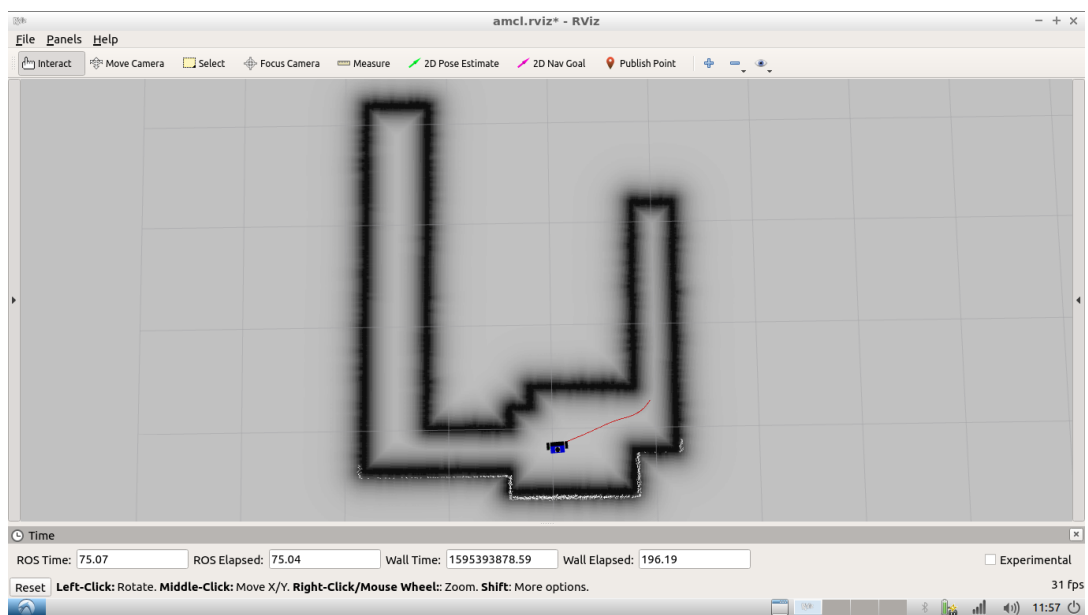 amcl.rviz* - RViz
File Panels Help
Interact Move Camera Select Focus Camera Measure 2D Pose Estimate 2D Nav Goal Publish Point
Time
ROS Time: 75.07 ROS Elapsed: 75.04 Wall Time: 1595393878.59 Wall Elapsed: 196.19 Experimental
Reset Left-Click: Rotate. Middle-Click: Move X/Y. Right-Click/Mouse Wheel:: Zoom. Shift: More options. 31 fps
11:57